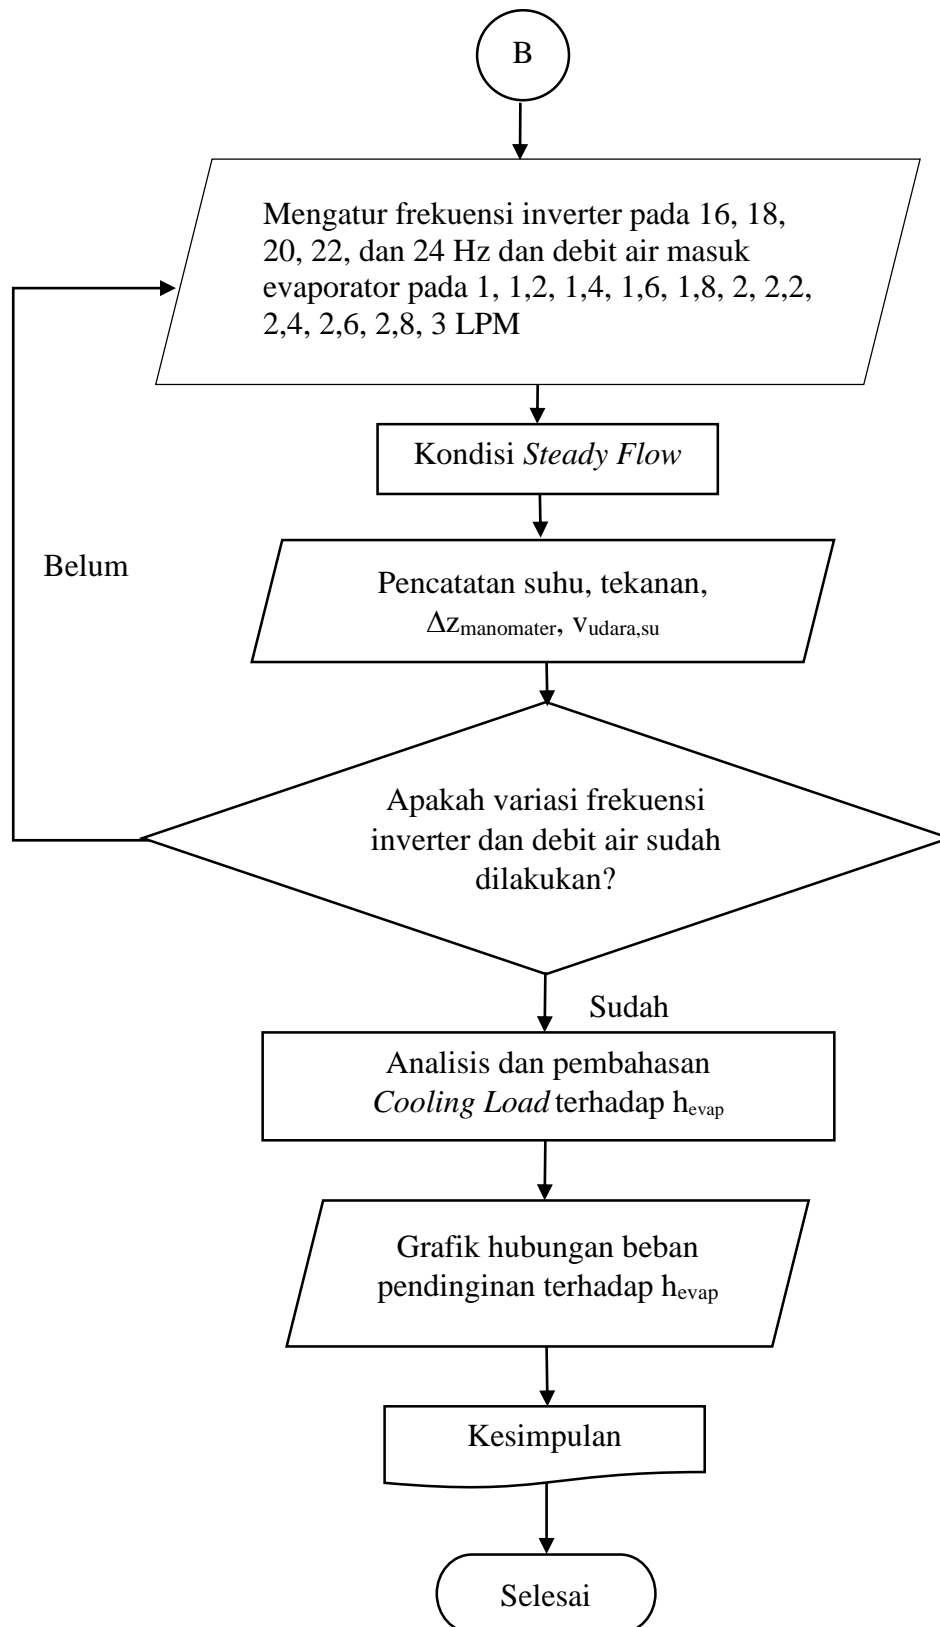 B
Mengatur frekuensi inverter pada 16, 18,
20, 22, dan 24 Hz dan debit air masuk
evaporator pada 1, 1,2, 1,4, 1,6, 1,8, 2, 2,2,
2,4, 2,6, 2,8, 3 LPM
Kondisi Steady Flow
Belum
Pencatatan suhu, tekanan,
Δzmanomater, vudara,su
Apakah variasi frekuensi
inverter dan debit air sudah
dilakukan?
Sudah
Analisis dan pembahasan
Cooling Load terhadap hevap
Grafik hubungan beban
pendinginan terhadap hevap
Kesimpulan
Selesai